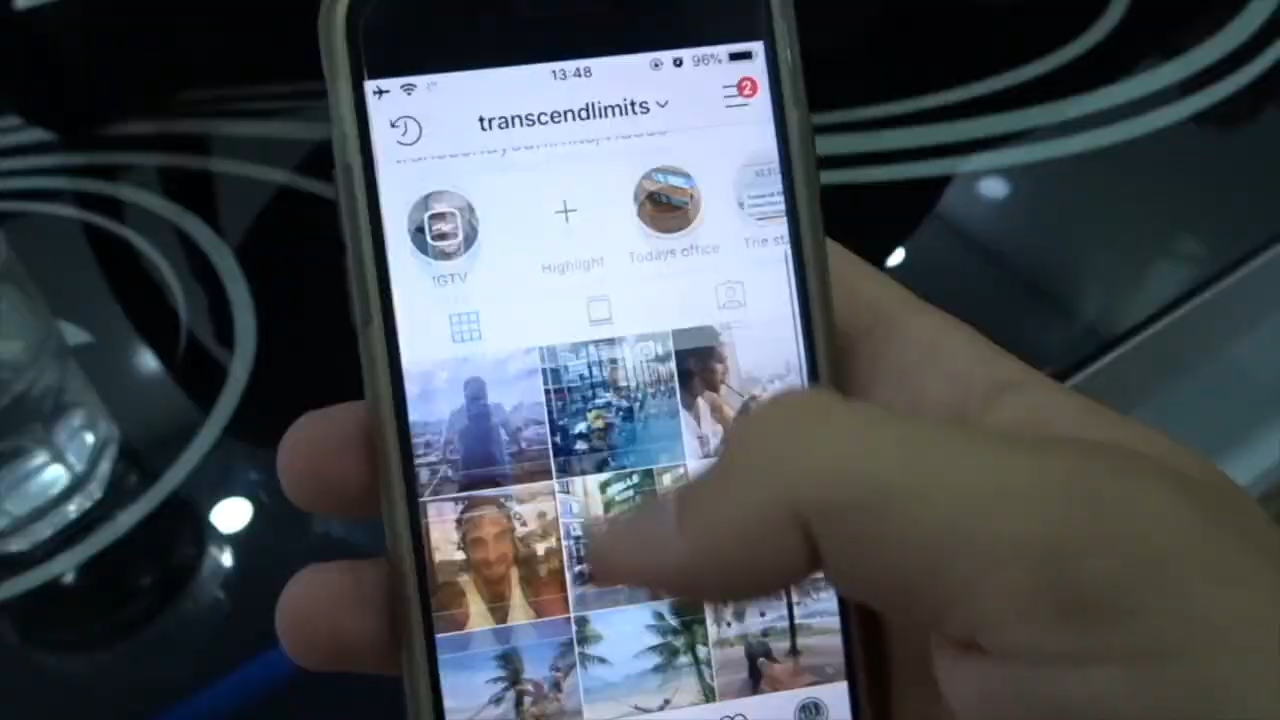 13:48
96%
transcendlimits
2
IGTV
Highlight
Todays office